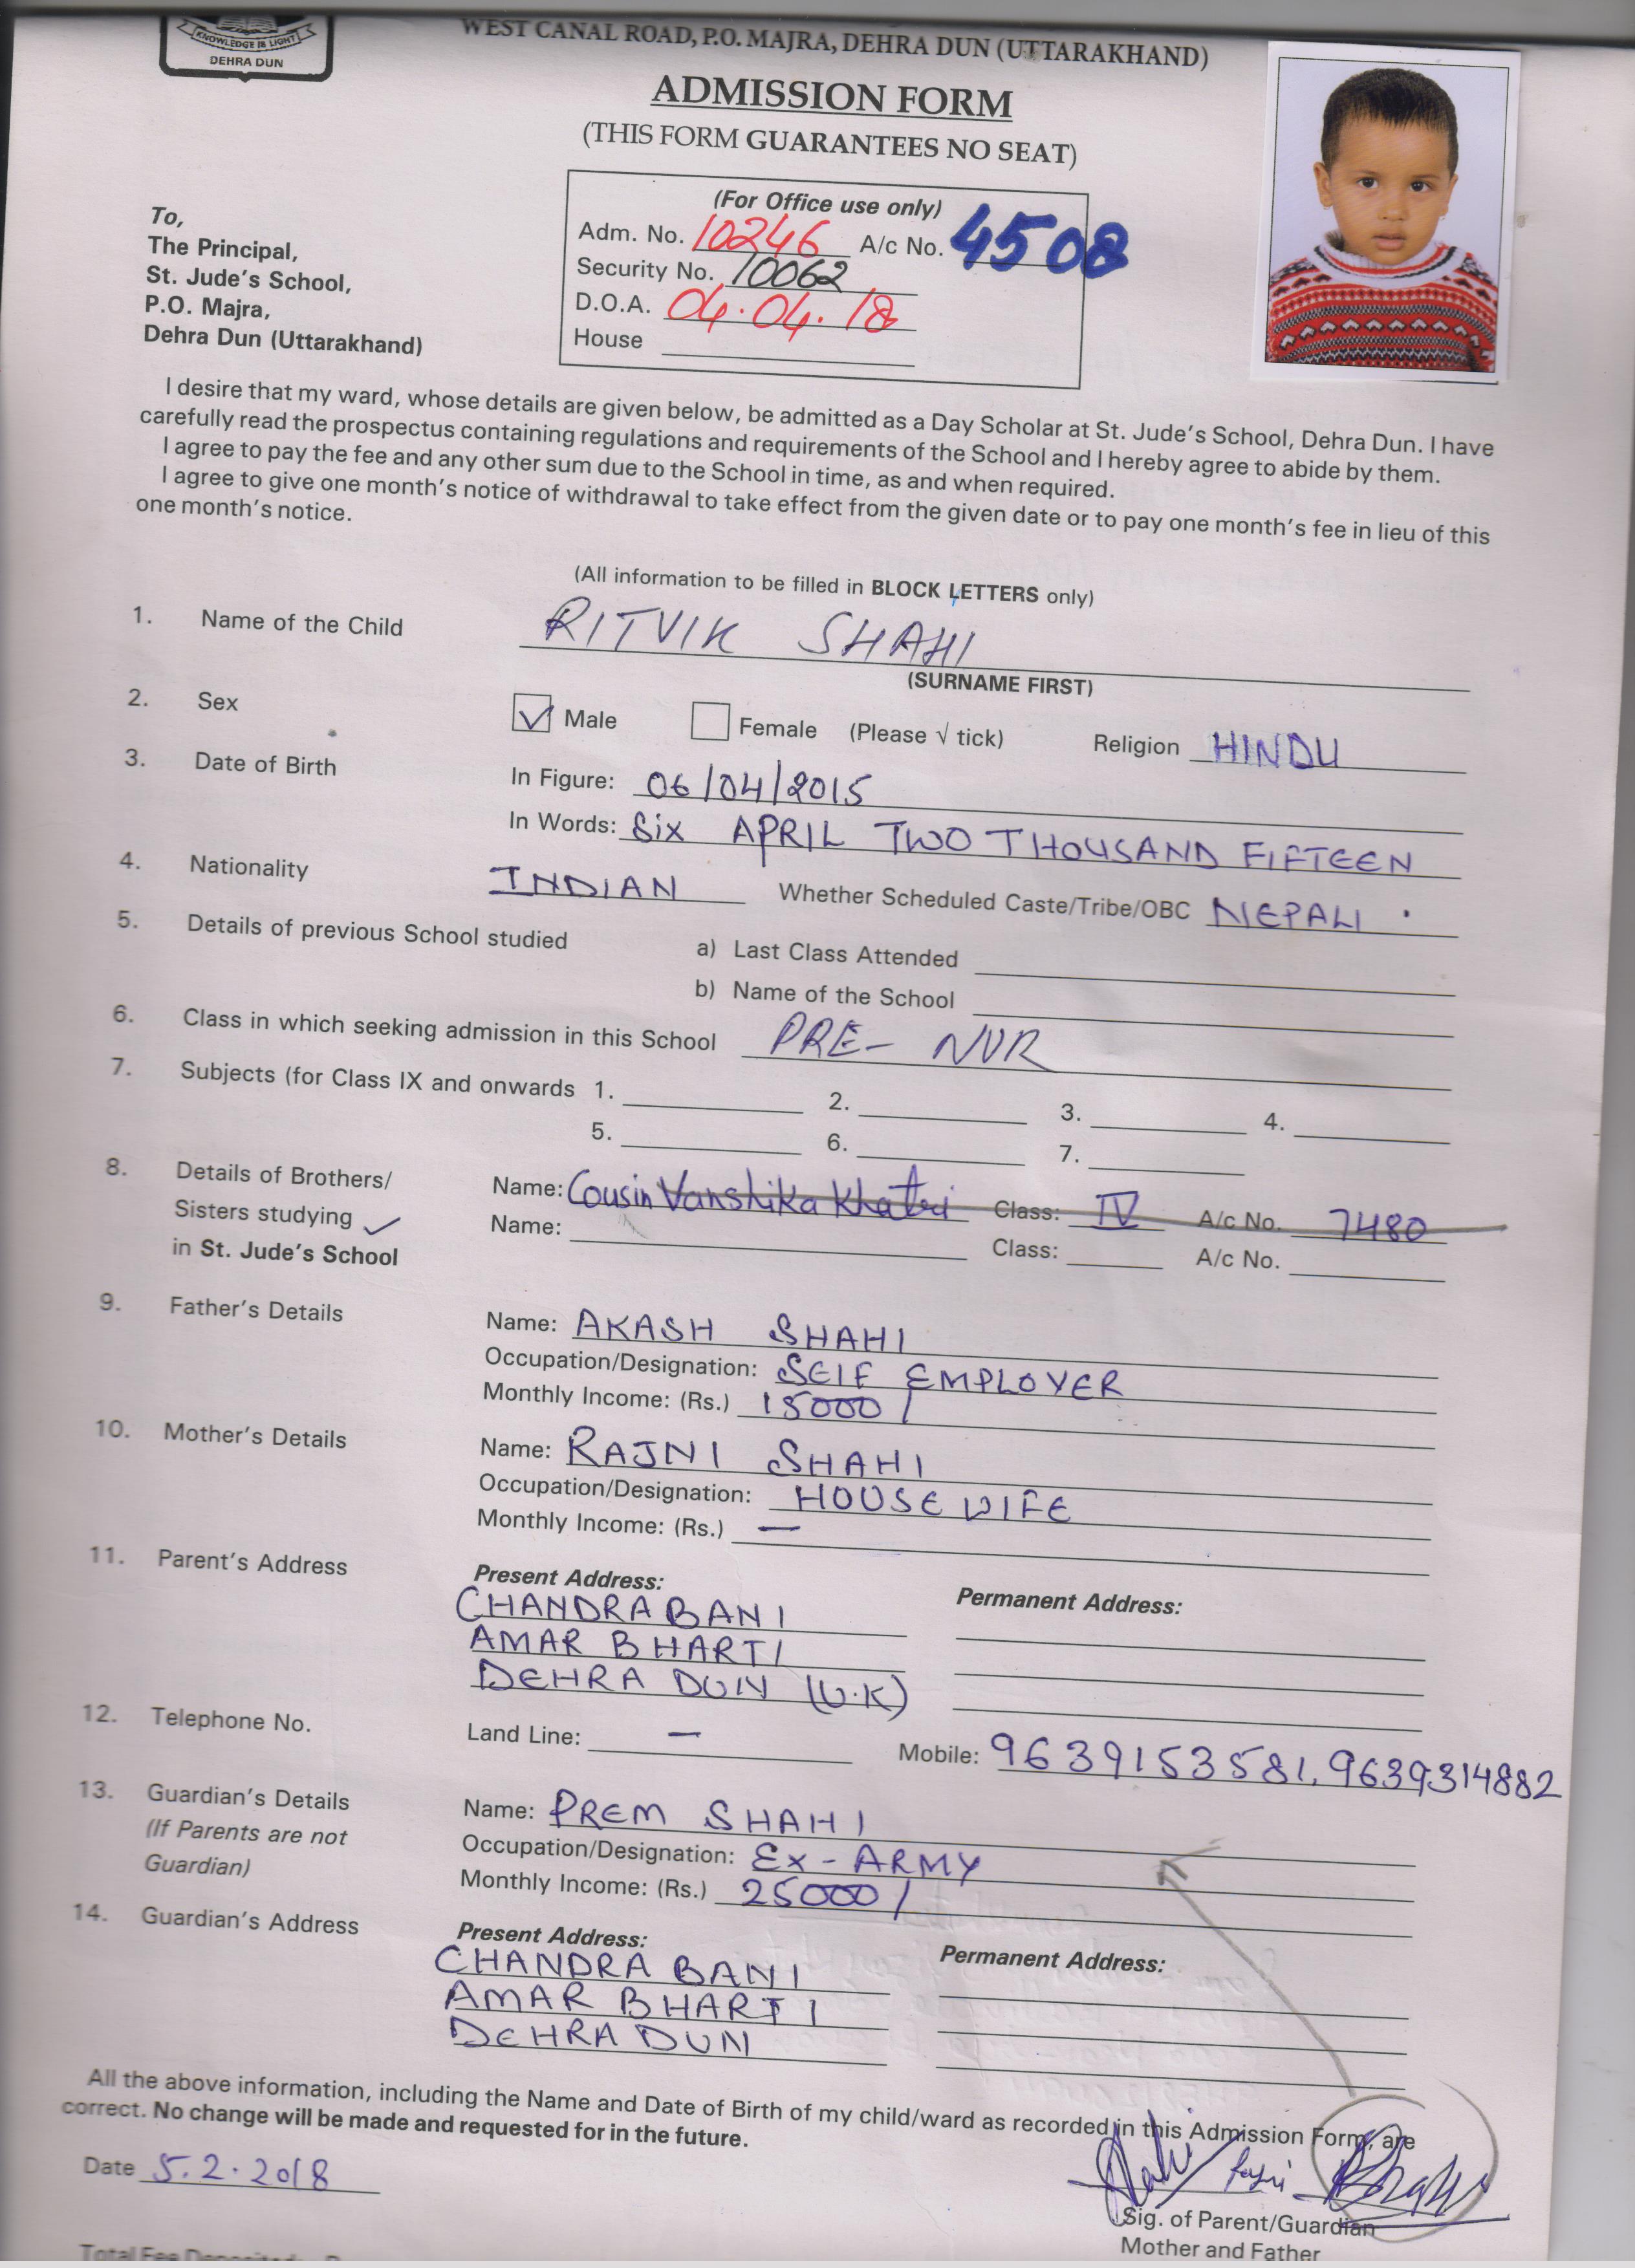 KNOWLEDGE IS LIGHT
DEHRA DUN
WEST CANAL ROAD, P.O. MAJRA, DEHRA DUN (UTTARAKHAND)
ADMISSION FORM
(THIS FORM GUARANTEES NO SEAT)
(For Office use only)
Adm. No. 10246 A/c No. 4508
Security No. 10062
D.O.A. 04.04.18
House
To,
The Principal,
St. Jude's School,
P.O. Majra,
Dehra Dun (Uttarakhand)
I desire that my ward, whose details are given below, be admitted as a Day Scholar at St. Jude's School, Dehra Dun. I have
carefully read the prospectus containing regulations and requirements of the School and I hereby agree to abide by them.
I agree to pay the fee and any other sum due to the School in time, as and when required.
I agree to give one month's notice of withdrawal to take effect from the given date or to pay one month's fee in lieu of this
one month's notice.
(All information to be filled in BLOCK LETTERS only)
1. Name of the Child RITVIK SHAHI
(SURNAME FIRST)
2. Sex Male Female (Please √ tick) Religion HINDU
3. Date of Birth In Figure: 06/04/2015
In Words: Six APRIL TWO THOUSAND FIFTEEN
4. Nationality INDIAN Whether Scheduled Caste/Tribe/OBC NEPALI
5. Details of previous School studied a) Last Class Attended
b) Name of the School
6. Class in which seeking admission in this School PRE- NUR
7. Subjects (for Class IX and onwards 1. 2. 3. 4.
5. 6. 7.
8. Details of Brothers/ Name: Cousin Vanshika Khatri Class: IV A/c No. 7480
Sisters studying Name: Class: A/c No.
in St. Jude's School
9. Father's Details Name: AKASH SHAHI
Occupation/Designation: SELF EMPLOYER
Monthly Income: (Rs.) 15000/
10. Mother's Details Name: RAJNI SHAHI
Occupation/Designation: HOUSE WIFE
Monthly Income: (Rs.) —
11. Parent's Address Present Address: Permanent Address:
CHANDRABANI
AMAR BHARTI
DEHRA DUN (U.K)
12. Telephone No. Land Line: — Mobile: 9639153581, 9639314882
13. Guardian's Details Name: PREM SHAHI
(If Parents are not Occupation/Designation: Ex-ARMY
Guardian) Monthly Income: (Rs.) 25000/
14. Guardian's Address Present Address: Permanent Address:
CHANDRA BANI
AMAR BHARTI
DEHRA DUN
All the above information, including the Name and Date of Birth of my child/ward as recorded in this Admission Form, are
correct. No change will be made and requested for in the future.
Date 5.2.2018
Sig. of Parent/Guardian
Mother and Father
Total Fee Deposited: